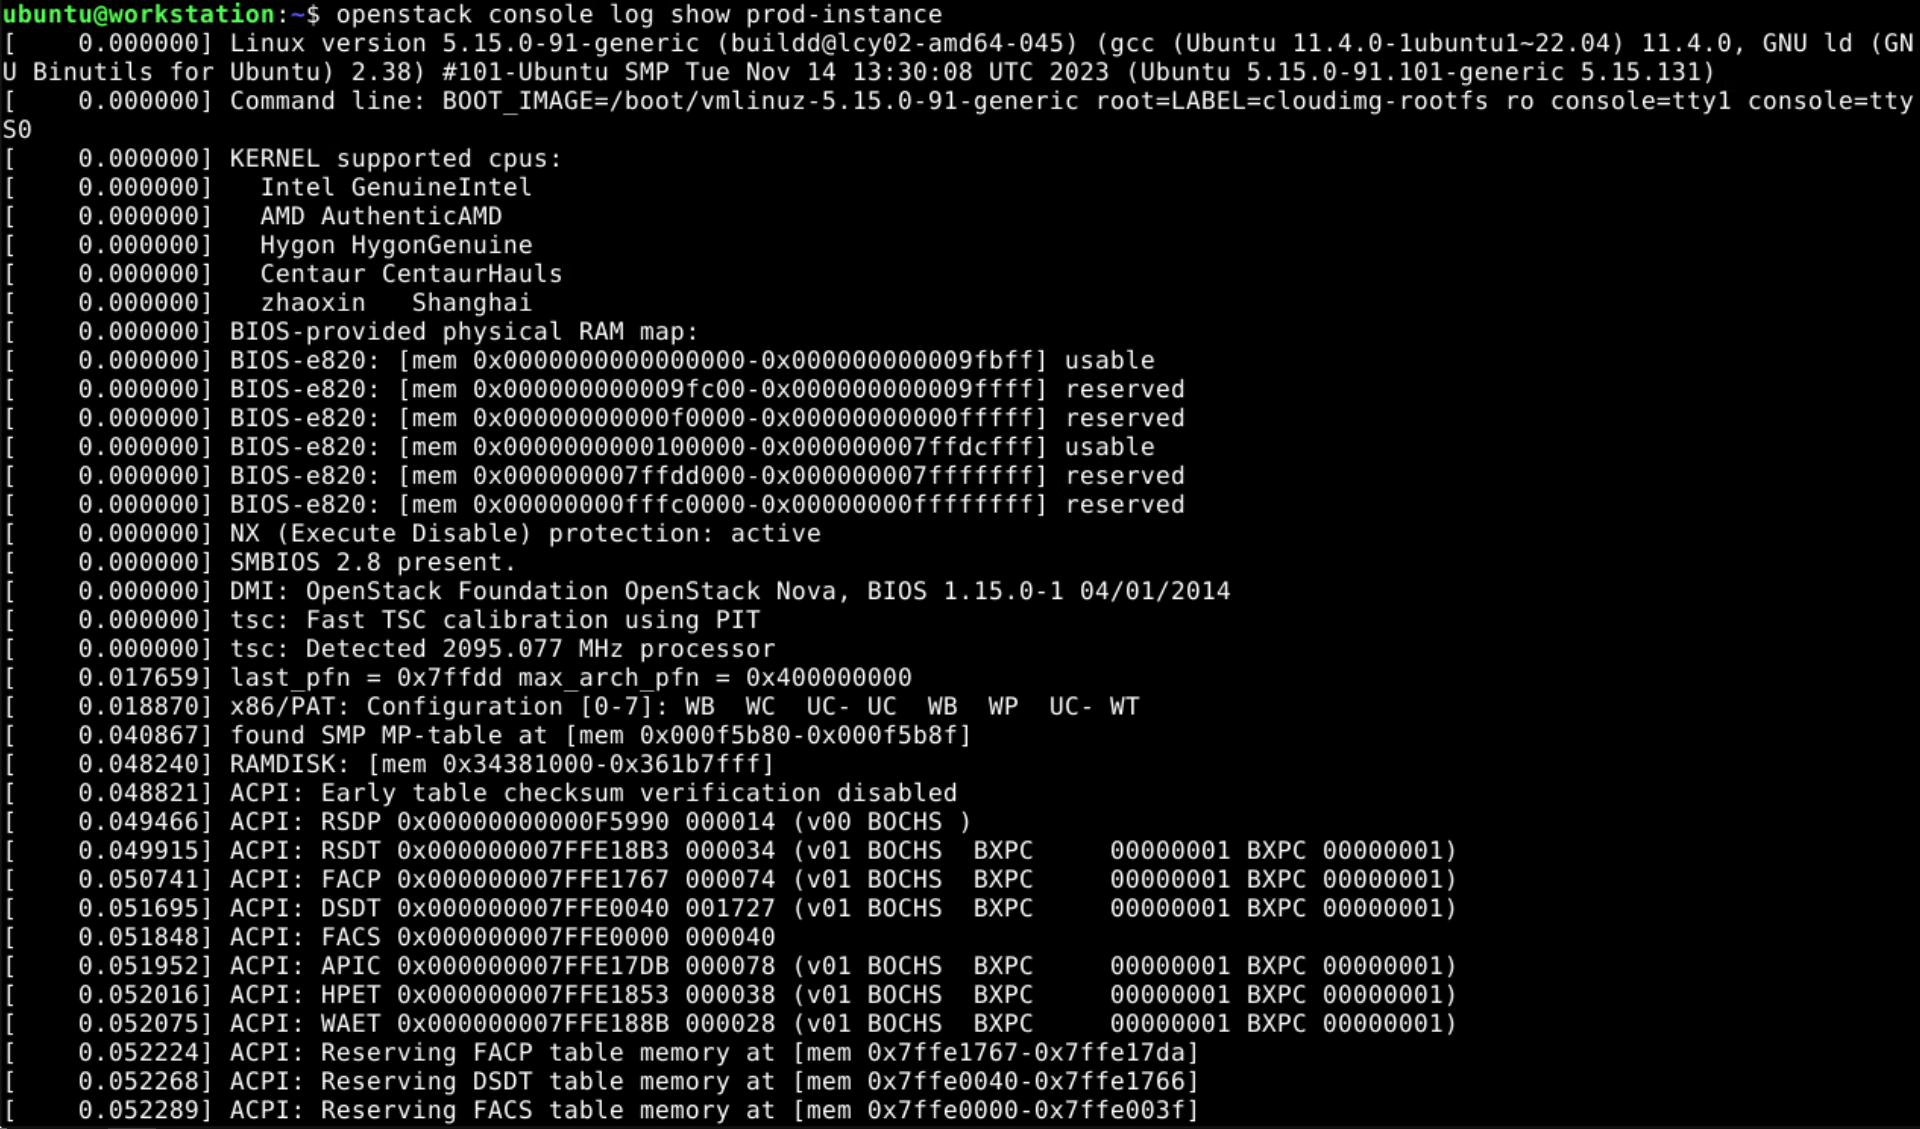 ubuntu@workstation:~$ openstack console log show prod-instance
[    0.000000] Linux version 5.15.0-91-generic (buildd@lcy02-amd64-045) (gcc (Ubuntu 11.4.0-1ubuntu1~22.04) 11.4.0, GNU ld (GN
U Binutils for Ubuntu) 2.38) #101-Ubuntu SMP Tue Nov 14 13:30:08 UTC 2023 (Ubuntu 5.15.0-91.101-generic 5.15.131)
[    0.000000] Command line: BOOT_IMAGE=/boot/vmlinuz-5.15.0-91-generic root=LABEL=cloudimg-rootfs ro console=tty1 console=tty
S0
[    0.000000] KERNEL supported cpus:
[    0.000000]   Intel GenuineIntel
[    0.000000]   AMD AuthenticAMD
[    0.000000]   Hygon HygonGenuine
[    0.000000]   Centaur CentaurHauls
[    0.000000]   zhaoxin   Shanghai
[    0.000000] BIOS-provided physical RAM map:
[    0.000000] BIOS-e820: [mem 0x0000000000000000-0x000000000009fbff] usable
[    0.000000] BIOS-e820: [mem 0x000000000009fc00-0x000000000009ffff] reserved
[    0.000000] BIOS-e820: [mem 0x00000000000f0000-0x00000000000fffff] reserved
[    0.000000] BIOS-e820: [mem 0x0000000000100000-0x000000007ffdcfff] usable
[    0.000000] BIOS-e820: [mem 0x000000007ffdd000-0x000000007fffffff] reserved
[    0.000000] BIOS-e820: [mem 0x00000000fffc0000-0x00000000ffffffff] reserved
[    0.000000] NX (Execute Disable) protection: active
[    0.000000] SMBIOS 2.8 present.
[    0.000000] DMI: OpenStack Foundation OpenStack Nova, BIOS 1.15.0-1 04/01/2014
[    0.000000] tsc: Fast TSC calibration using PIT
[    0.000000] tsc: Detected 2095.077 MHz processor
[    0.017659] last_pfn = 0x7ffdd max_arch_pfn = 0x400000000
[    0.018870] x86/PAT: Configuration [0-7]: WB  WC  UC- UC  WB  WP  UC- WT
[    0.040867] found SMP MP-table at [mem 0x000f5b80-0x000f5b8f]
[    0.048240] RAMDISK: [mem 0x34381000-0x361b7fff]
[    0.048821] ACPI: Early table checksum verification disabled
[    0.049466] ACPI: RSDP 0x00000000000F5990 000014 (v00 BOCHS )
[    0.049915] ACPI: RSDT 0x000000007FFE18B3 000034 (v01 BOCHS  BXPC     00000001 BXPC 00000001)
[    0.050741] ACPI: FACP 0x000000007FFE1767 000074 (v01 BOCHS  BXPC     00000001 BXPC 00000001)
[    0.051695] ACPI: DSDT 0x000000007FFE0040 001727 (v01 BOCHS  BXPC     00000001 BXPC 00000001)
[    0.051848] ACPI: FACS 0x000000007FFE0000 000040
[    0.051952] ACPI: APIC 0x000000007FFE17DB 000078 (v01 BOCHS  BXPC     00000001 BXPC 00000001)
[    0.052016] ACPI: HPET 0x000000007FFE1853 000038 (v01 BOCHS  BXPC     00000001 BXPC 00000001)
[    0.052075] ACPI: WAET 0x000000007FFE188B 000028 (v01 BOCHS  BXPC     00000001 BXPC 00000001)
[    0.052224] ACPI: Reserving FACP table memory at [mem 0x7ffe1767-0x7ffe17da]
[    0.052268] ACPI: Reserving DSDT table memory at [mem 0x7ffe0040-0x7ffe1766]
[    0.052289] ACPI: Reserving FACS table memory at [mem 0x7ffe0000-0x7ffe003f]